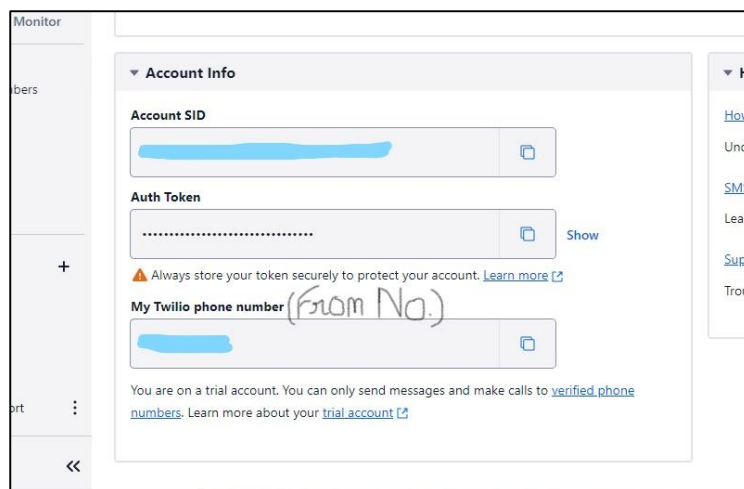 Monitor
Account Info
Account SID
Auth Token
Show
Always store your token securely to protect your account. Learn more
My Twilio phone number (From No.)
You are on a trial account. You can only send messages and make calls to verified phone
numbers. Learn more about your trial account
bers
ort
H
How
Unc
SMS
Lea
Sup
Trou